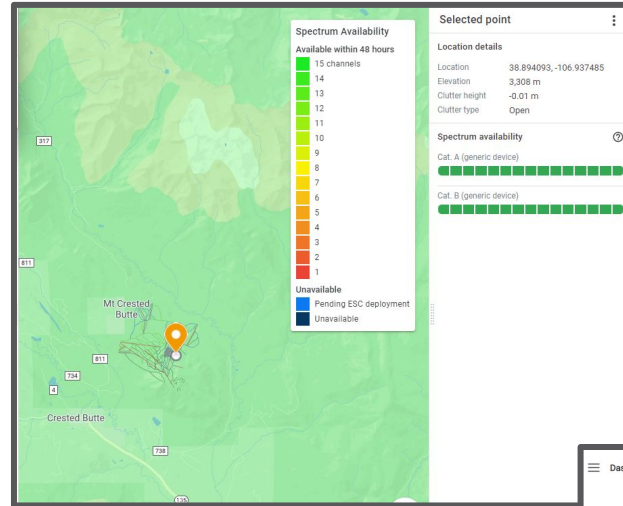 Spectrum Availability
Available within 48 hours
15 channels
14
13
12
11
10
9
8
7
6
5
4
3
2
1
Unavailable
Pending ESC deployment
Unavailable
317
811
Mt Crested
Butte
811
734
4
Crested Butte
738
135
Selected point
Location details
Location 38.894093, -106.937485
Elevation 3,308 m
Clutter height -0.01 m
Clutter type Open
Spectrum availability
Cat. A (generic device)
Cat. B (generic device)